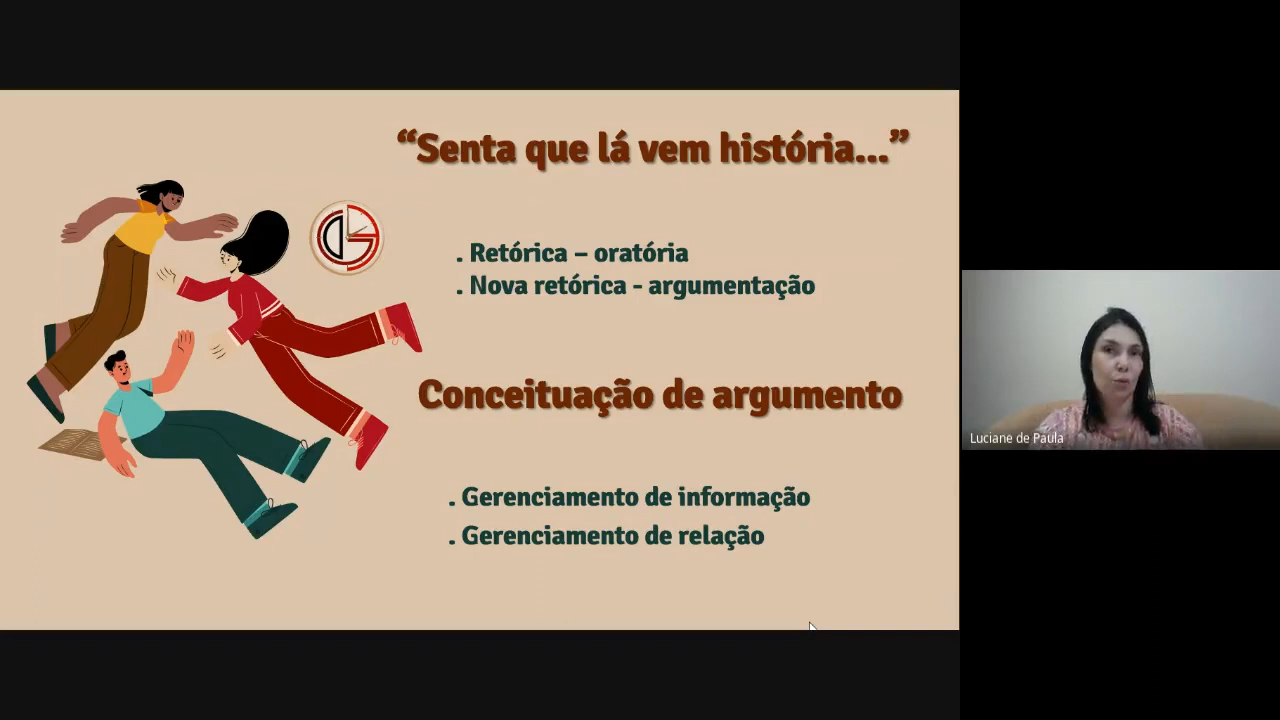 “Senta que lá vem história...”
. Retórica – oratória
. Nova retórica - argumentação
Conceituação de argumento
. Gerenciamento de informação
. Gerenciamento de relação
Luciane de Paula